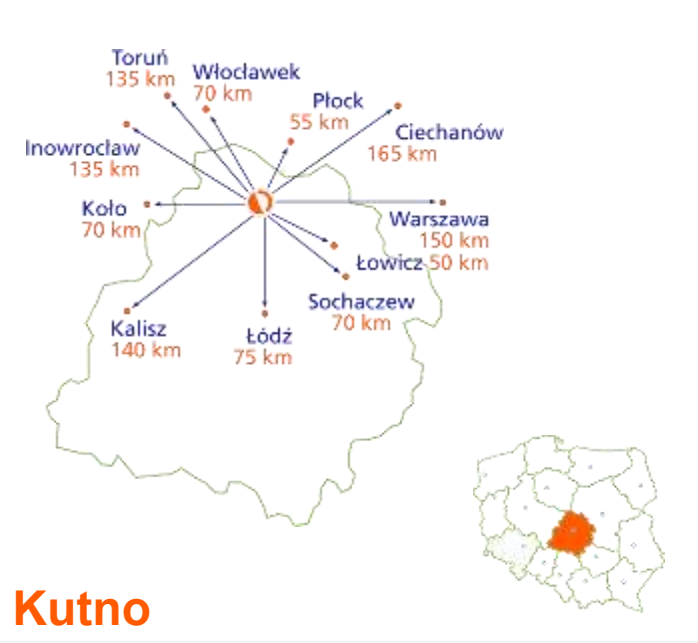 Toruń
135 km
Włocławek
70 km
Płock
55 km
Ciechanów
165 km
Inowrocław
135 km
Koło
70 km
Warszawa
150 km
Łowicz 50 km
Sochaczew
70 km
Kalisz
140 km
Łódź
75 km
Kutno